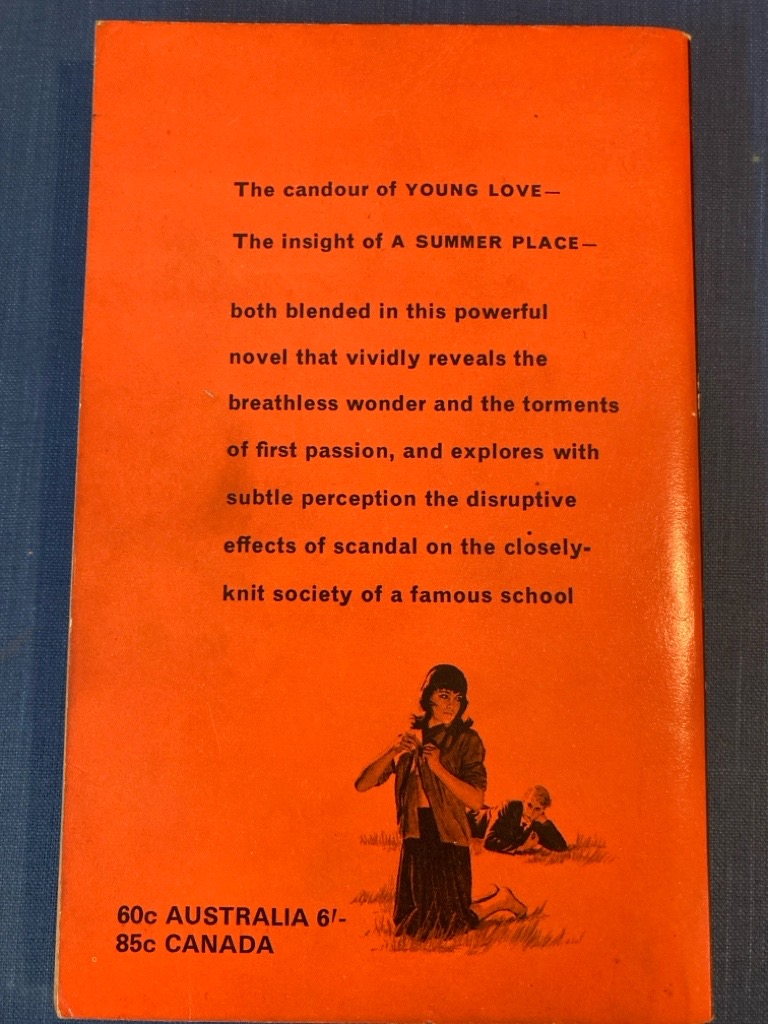 The candour of YOUNG LOVE—
The insight of A SUMMER PLACE—
both blended in this powerful
novel that vividly reveals the
breathless wonder and the torments
of first passion, and explores with
subtle perception the disruptive
effects of scandal on the closely-
knit society of a famous school
60c AUSTRALIA 6/-
85c CANADA